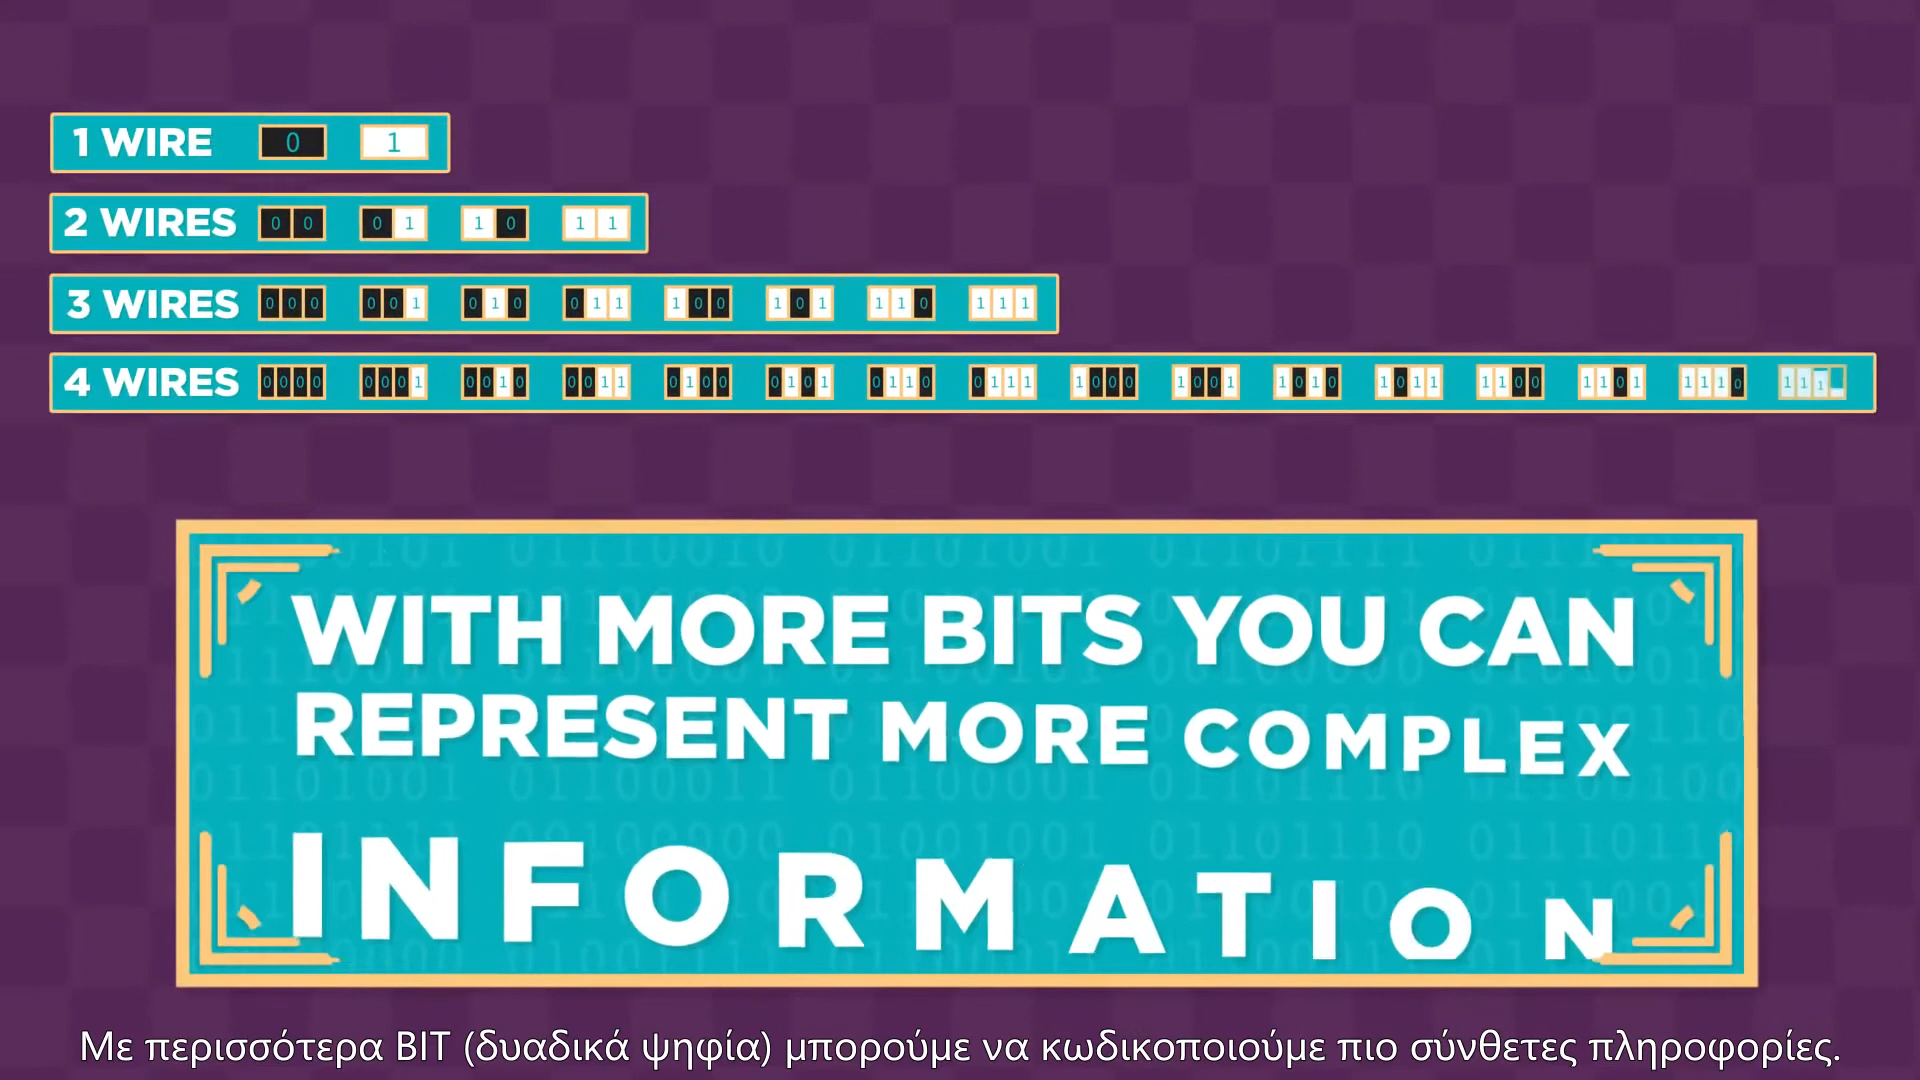 1 WIRE 0 1
2 WIRES 00 01 10 11
3 WIRES 000 001 010 011 100 101 110 111
4 WIRES 0000 0001 0010 0011 0100 0101 0110 0111 1000 1001 1010 1011 1100 1101 1110 111
WITH MORE BITS YOU CAN
REPRESENT MORE COMPLEX
INFORMATION
Με περισσότερα BIT (δυαδικά ψηφία) μπορούμε να κωδικοποιούμε πιο σύνθετες πληροφορίες.